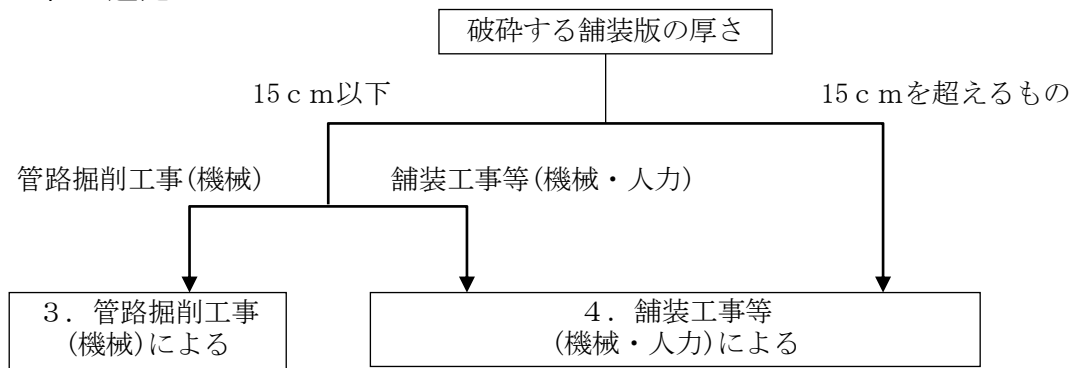 破砕する舗装版の厚さ
15ｃｍ以下
15ｃｍを超えるもの
管路掘削工事(機械)
舗装工事等(機械・人力)
３．管路掘削工事
(機械)による
４．舗装工事等
(機械・人力)による